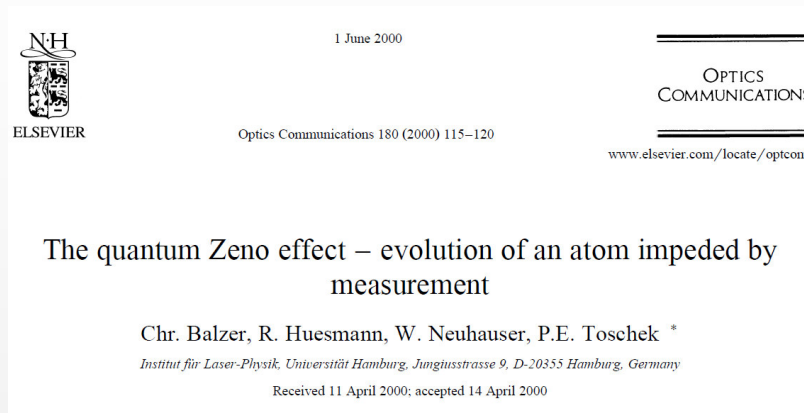 N·H
ELSEVIER
1 June 2000
Optics Communications 180 (2000) 115–120
OPTICS
COMMUNICATIONS
www.elsevier.com/locate/optcom
The quantum Zeno effect – evolution of an atom impeded by
measurement
Chr. Balzer, R. Huesmann, W. Neuhauser, P.E. Toschek *
Institut für Laser-Physik, Universität Hamburg, Jungiusstrasse 9, D-20355 Hamburg, Germany
Received 11 April 2000; accepted 14 April 2000